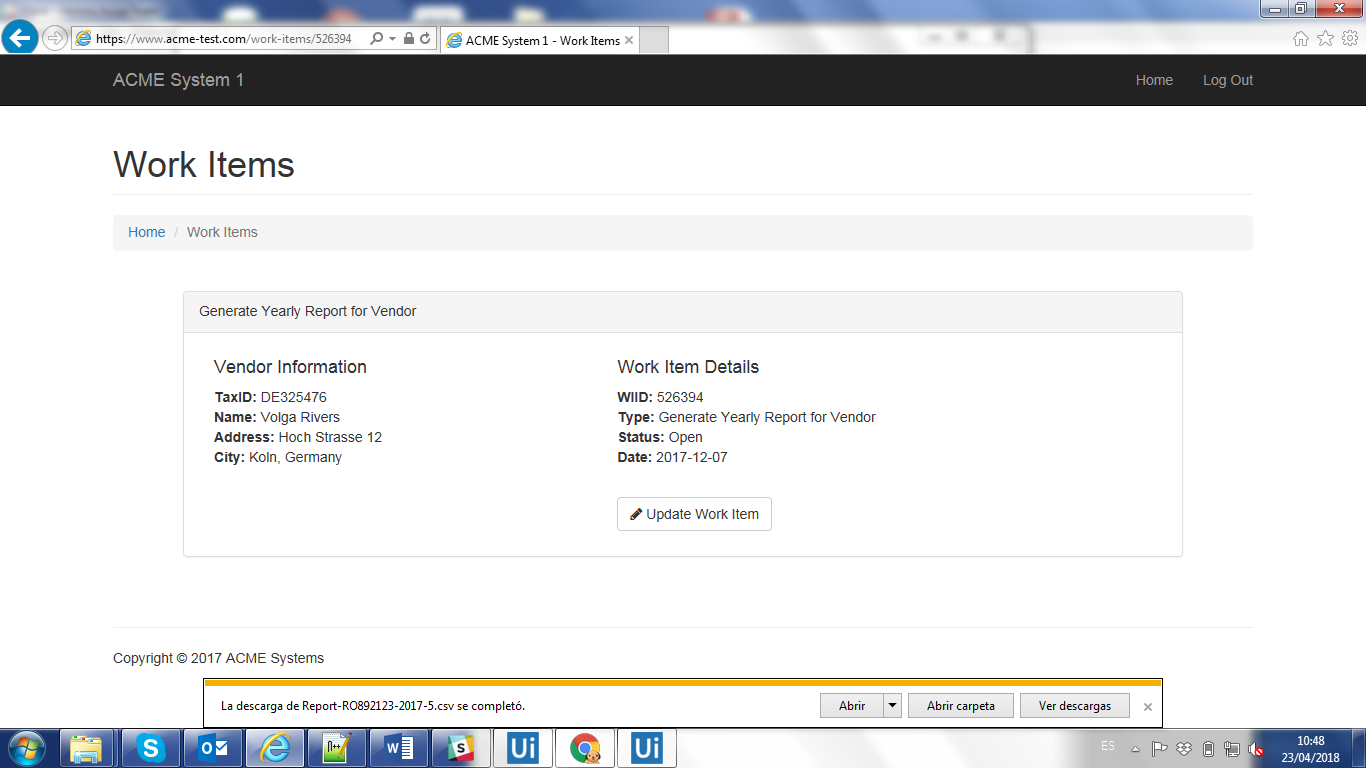 https://www.acme-test.com/work-items/526394
ACME System 1 - Work Items
ACME System 1
Home
Log Out
Work Items
Home / Work Items
Generate Yearly Report for Vendor
Vendor Information
TaxID: DE325476
Name: Volga Rivers
Address: Hoch Strasse 12
City: Koln, Germany
Work Item Details
WIID: 526394
Type: Generate Yearly Report for Vendor
Status: Open
Date: 2017-12-07
Update Work Item
Copyright © 2017 ACME Systems
La descarga de Report-RO892123-2017-5.csv se completó.
Abrir
Abrir carpeta
Ver descargas
Ui
Ui
ES
10:48
23/04/2018